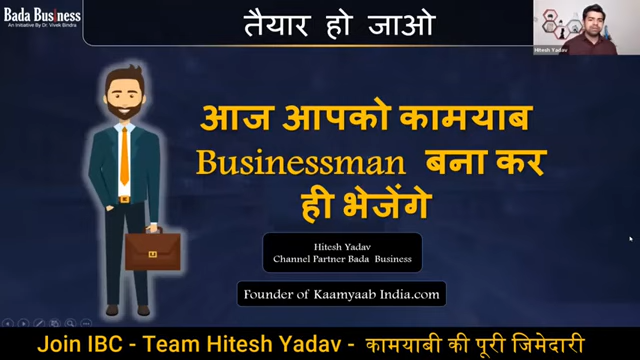 Bada Business
An Initiative By Dr. Vivek Bindra
तैयार हो जाओ
Hitesh Yadav
आज आपको कामयाब
Businessman बना कर
ही भेजेंगे
Hitesh Yadav
Channel Partner Bada Business
Founder of Kaamyaab India.com
Join IBC - Team Hitesh Yadav - कामयाबी की पूरी जिमेदारी